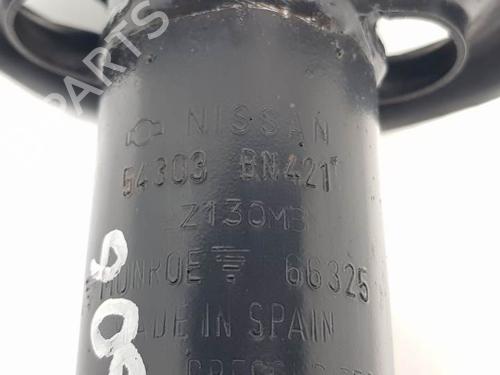 NISSAN
54303 BN421
Z130M3
MONROE 66325
MADE IN SPAIN
PARTS